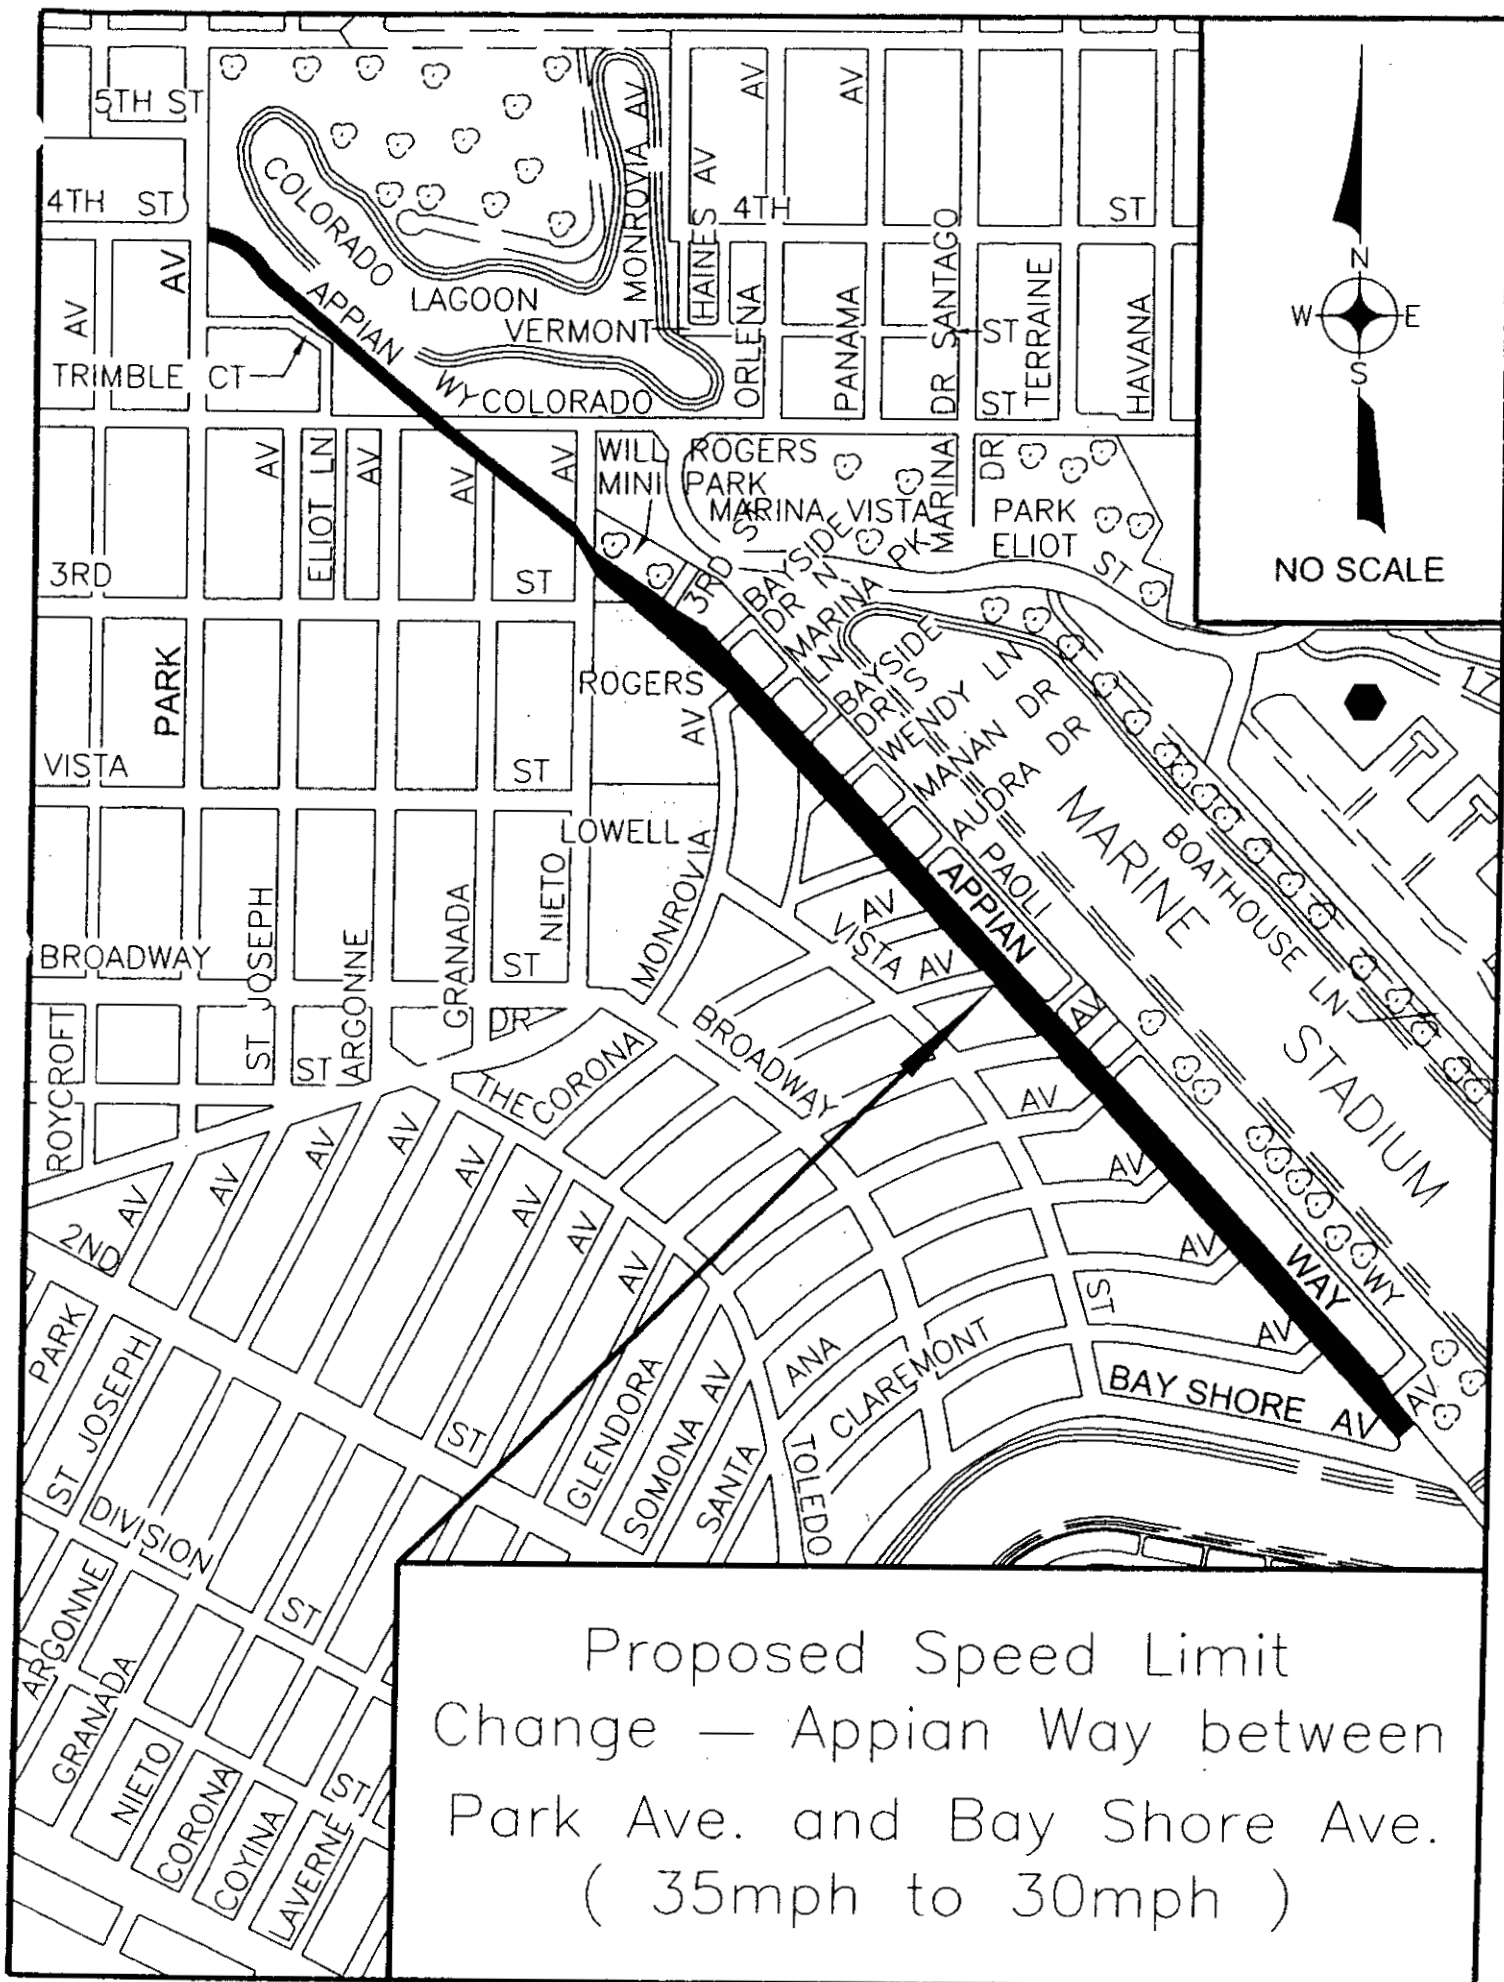 5TH ST
4TH ST
AV
AV
TRIMBLE CT
COLORADO
LAGOON
APPIAN
WY
VERMONT
COLORADO
MONROVIA AV
HAINES AV
AV
AV
4TH
ST
ORLENA
PANAMA
DR SANTAGO
ST
ST
TERRAINE
HAVANA
N
W E
S
NO SCALE
AV
ELIOT LN
AV
AV
AV
WILL ROGERS
MINI PARK
MARINA VISTA
PARK
MARINA
DR
ELIOT
ST
PK
3RD
ST
3RD
ST
BAYSIDE
DR N
MARINA
LN
BAYSIDE
DR S
WENDY LN
MANAN DR
AUDRA DR
PAOLI
PARK
ROGERS
AV
VISTA
ST
LOWELL
MONROVIA
MARINE
STADIUM
BOATHOUSE LN
17
APPIAN
AV
VISTA AV
AV
BROADWAY
ST JOSEPH
ARGONNE
GRANADA
NIETO
ST
DR
ROYCROFT
ST
THE CORONA
BROADWAY
AV
AV
AV
AV
AV
AV
AV
AV
AV
2ND
AV
AV
AV
WAY
WY
ST
AV
BAY SHORE AV
PARK
ST JOSEPH
ST
GLENDORA
SOMONA AV
SANTA
ANA
CLAREMONT
TOLEDO
DIVISION
ST
ARGONNE
GRANADA
NIETO
CORONA
COYINA
LAVERNE
ST
Proposed Speed Limit
Change — Appian Way between
Park Ave. and Bay Shore Ave.
( 35mph to 30mph )